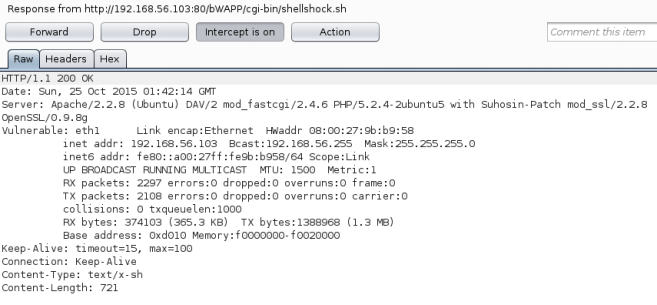 Response from http://192.168.56.103:80/bWAPP/cgi-bin/shellshock.sh
Forward Drop Intercept is on Action Comment this item
Raw Headers Hex
HTTP/1.1 200 OK
Date: Sun, 25 Oct 2015 01:42:14 GMT
Server: Apache/2.2.8 (Ubuntu) DAV/2 mod_fastcgi/2.4.6 PHP/5.2.4-2ubuntu5 with Suhosin-Patch mod_ssl/2.2.8
OpenSSL/0.9.8g
Vulnerable: eth1 Link encap:Ethernet HWaddr 08:00:27:9b:b9:58
inet addr: 192.168.56.103 Bcast:192.168.56.255 Mask:255.255.255.0
inet6 addr: fe80::a00:27ff:fe9b:b958/64 Scope:Link
UP BROADCAST RUNNING MULTICAST MTU: 1500 Metric:1
RX packets: 2297 errors:0 dropped:0 overruns:0 frame:0
TX packets: 2108 errors:0 dropped:0 overruns:0 carrier:0
collisions: 0 txqueuelen:1000
RX bytes: 374103 (365.3 KB) TX bytes:1388968 (1.3 MB)
Base address: 0xd010 Memory:f0000000-f0020000
Keep-Alive: timeout=15, max=100
Connection: Keep-Alive
Content-Type: text/x-sh
Content-Length: 721